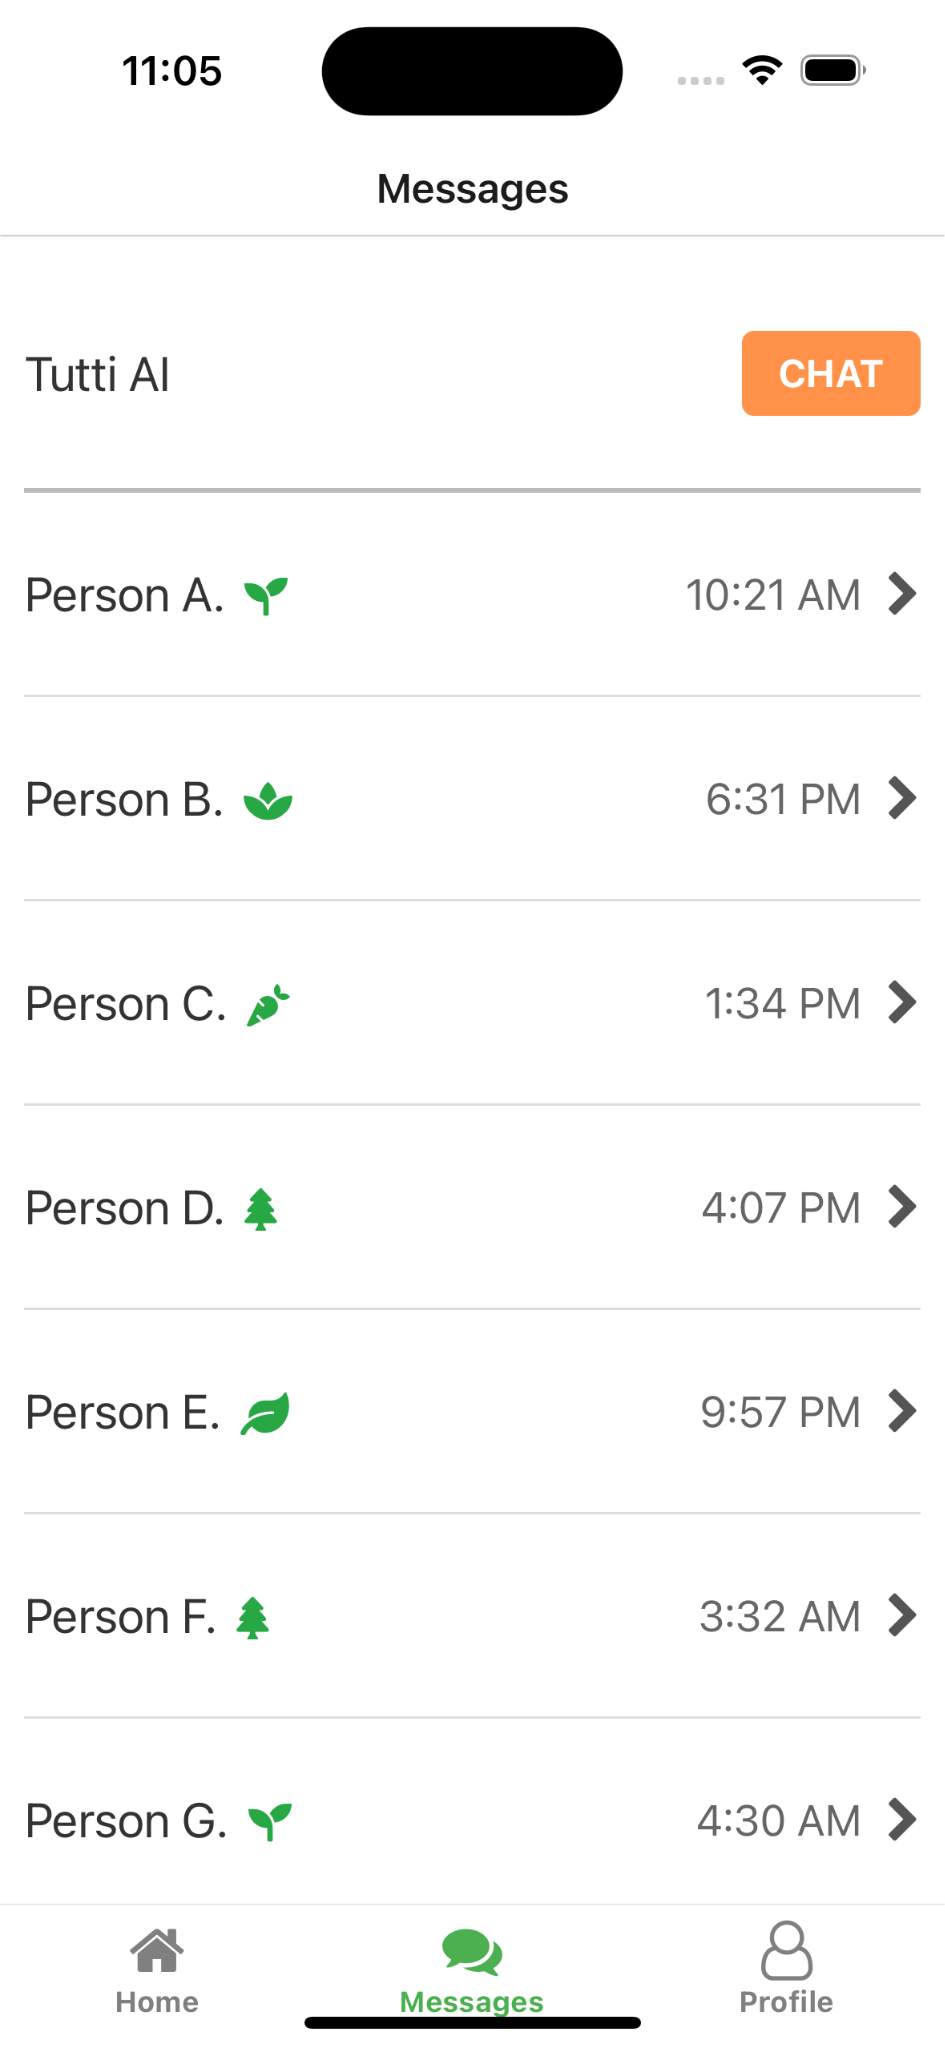 11:05
Messages
Tutti AI
CHAT
Person A. 10:21 AM
Person B. 6:31 PM
Person C. 1:34 PM
Person D. 4:07 PM
Person E. 9:57 PM
Person F. 3:32 AM
Person G. 4:30 AM
Home Messages Profile